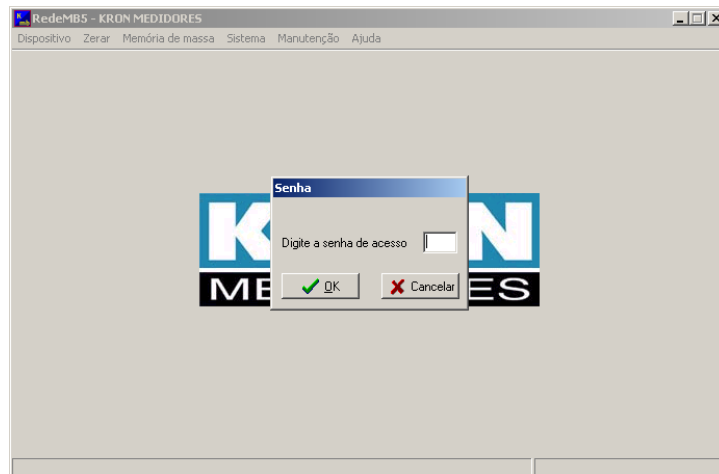 RedeMB5 - KRON MEDIDORES
Dispositivo Zerar Memória de massa Sistema Manutenção Ajuda
Senha
Digite a senha de acesso
OK Cancelar